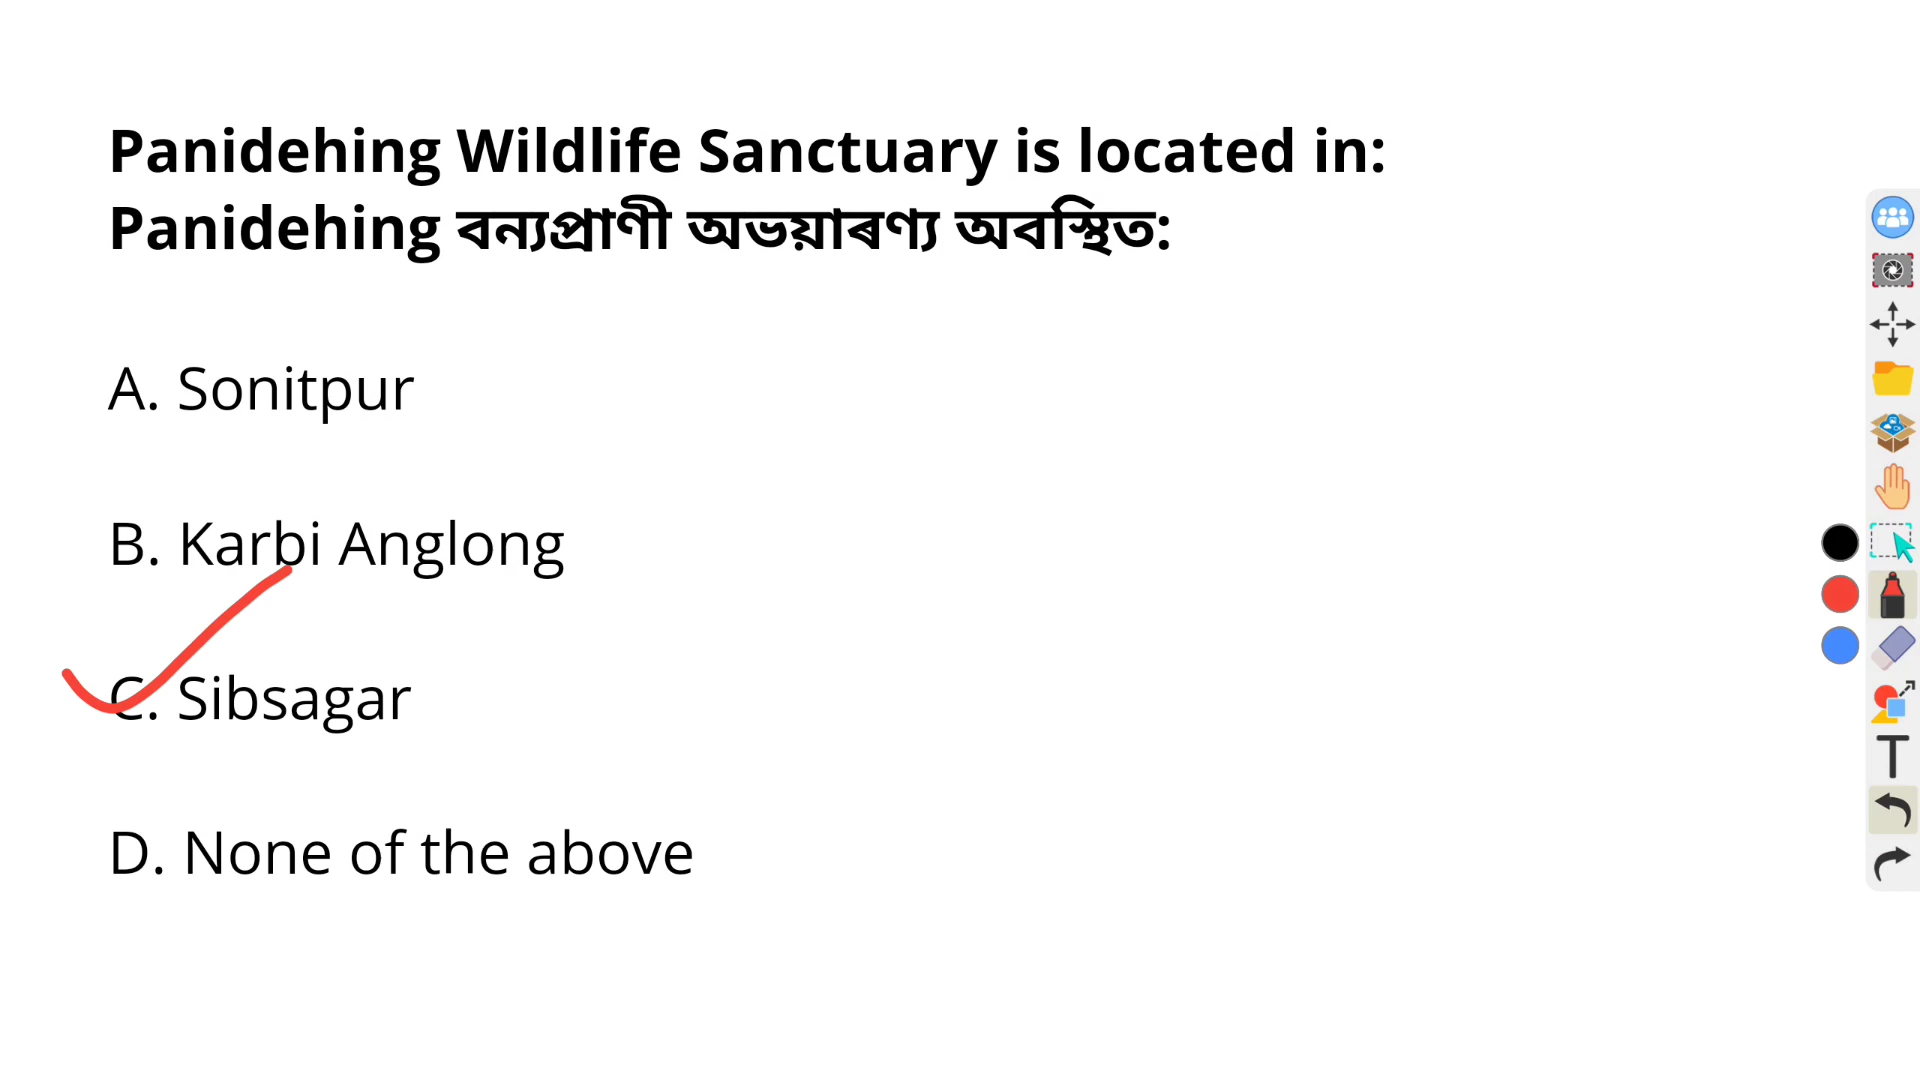 Panidehing Wildlife Sanctuary is located in:
Panidehing বন্যপ্ৰাণী অভয়াৰণ্য অৱস্থিত:
A. Sonitpur
B. Karbi Anglong
C. Sibsagar
D. None of the above